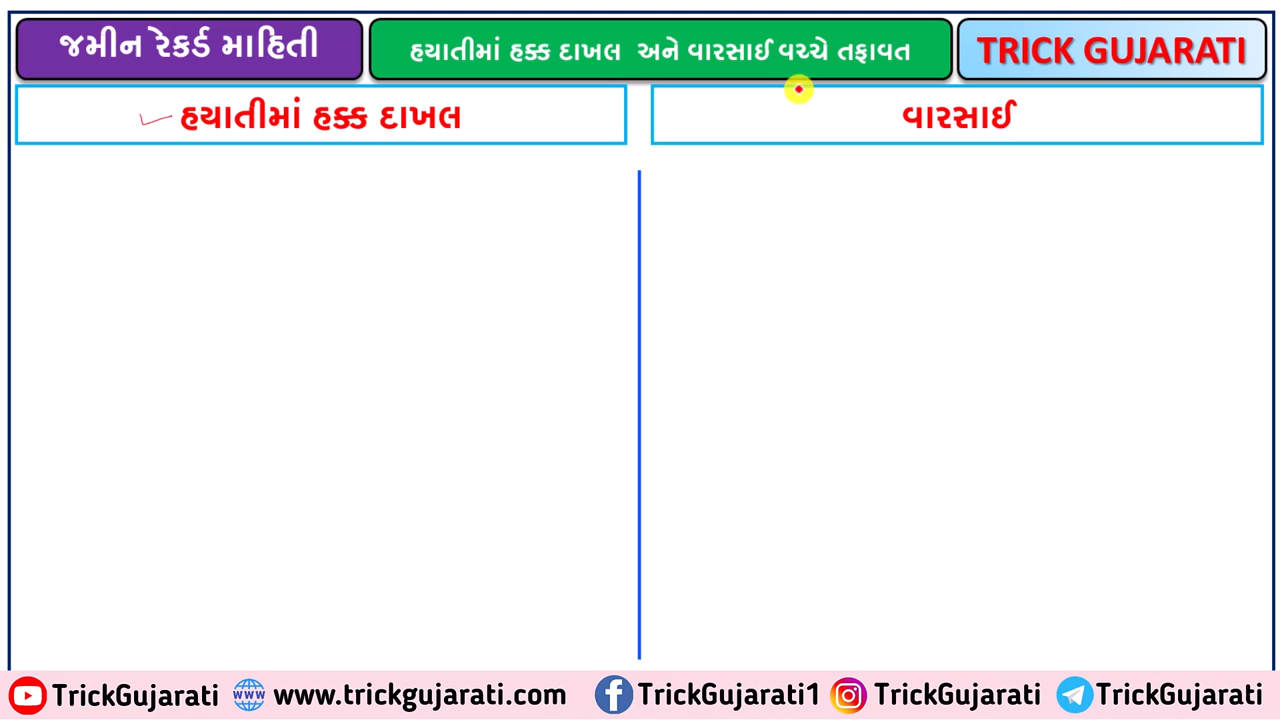 જમીન રેકર્ડ માહિતી
હયાતીમાં હક્ક દાખલ અને વારસાઈ વચ્ચે તફાવત
TRICK GUJARATI
હયાતીમાં હક્ક દાખલ
વારસાઈ
TrickGujarati www.trickgujarati.com TrickGujarati1 TrickGujarati TrickGujarati